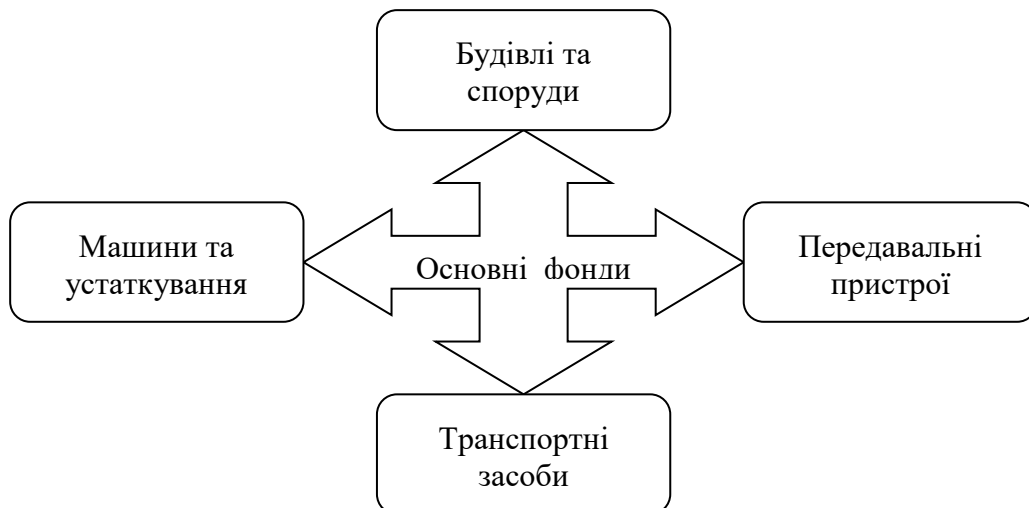 Будівлі та
споруди
Машини та
устаткування
Основні фонди
Передавальні
пристрої
Транспортні
засоби